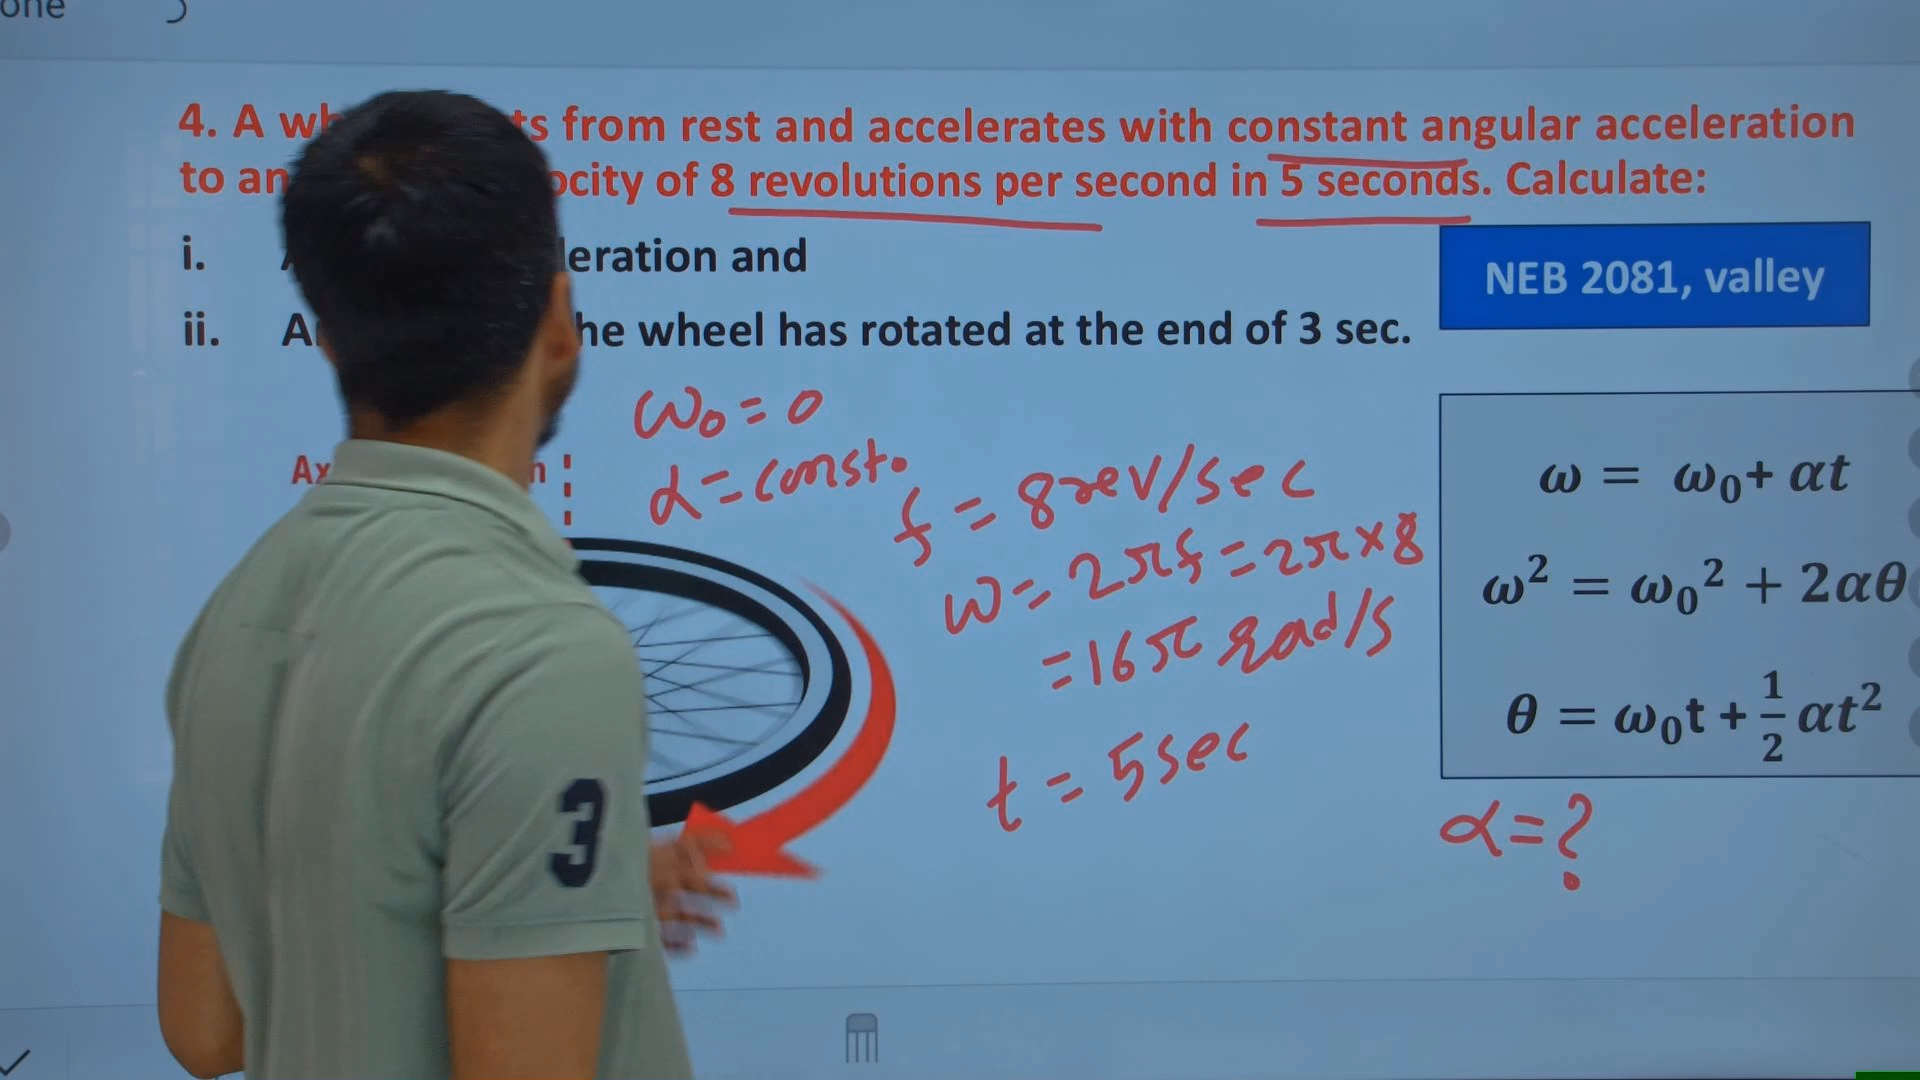 one
4. A wh ts from rest and accelerates with constant angular acceleration
to an ocity of 8 revolutions per second in 5 seconds. Calculate:
i. A leration and
ii. A he wheel has rotated at the end of 3 sec.
NEB 2081, valley
ω₀ = 0
α = const.
Ax n
f = 8 rev/sec
ω = 2πf = 2π × 8
= 16π rad/s
t = 5 sec
ω = ω₀+ αt
ω² = ω₀² + 2αθ
θ = ω₀t + 1/2 αt²
α = ?
3